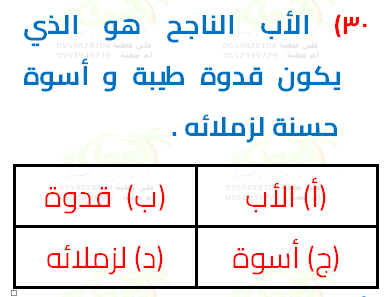 ٣٠) الأب الناجح هو الذي
يكون قدوة طيبة و أسوة
حسنة لزملائه .
(أ) الأب (ب) قدوة
(ج) أسوة (د) لزملائه